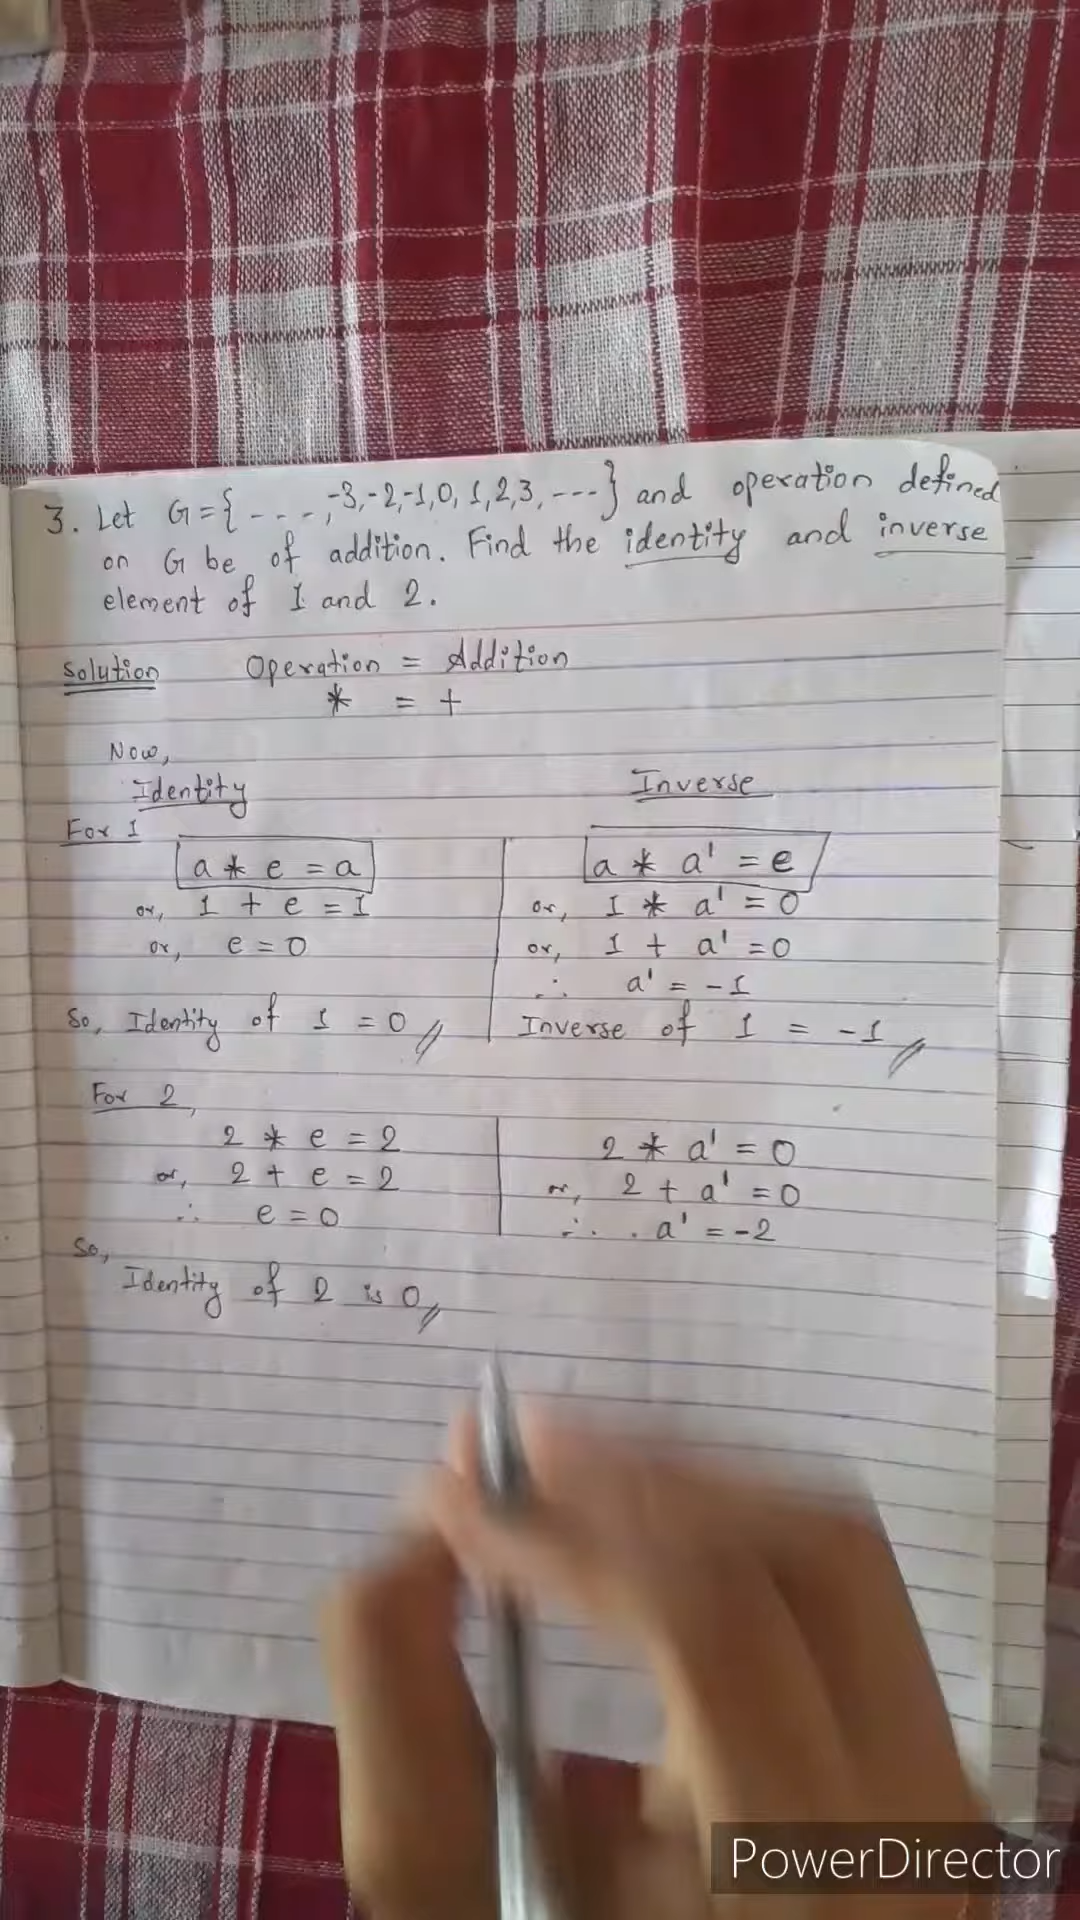 3. Let G={ - - - , -3, -2, -1, 0, 1, 2, 3, - - - } and operation defined
on G be of addition. Find the identity and inverse
element of 1 and 2.
Solution Operation = Addition
* = +
Now,
Identity Inverse
For 1
a * e = a a * a' = e
or, 1 + e = 1 or, 1 * a' = 0
or, e = 0 or, 1 + a' = 0
∴ a' = -1
So, Identity of 1 = 0 Inverse of 1 = -1
For 2,
2 * e = 2 2 * a' = 0
or, 2 + e = 2 or, 2 + a' = 0
∴ e = 0 ∴ a' = -2
So,
Identity of 2 is 0
PowerDirector